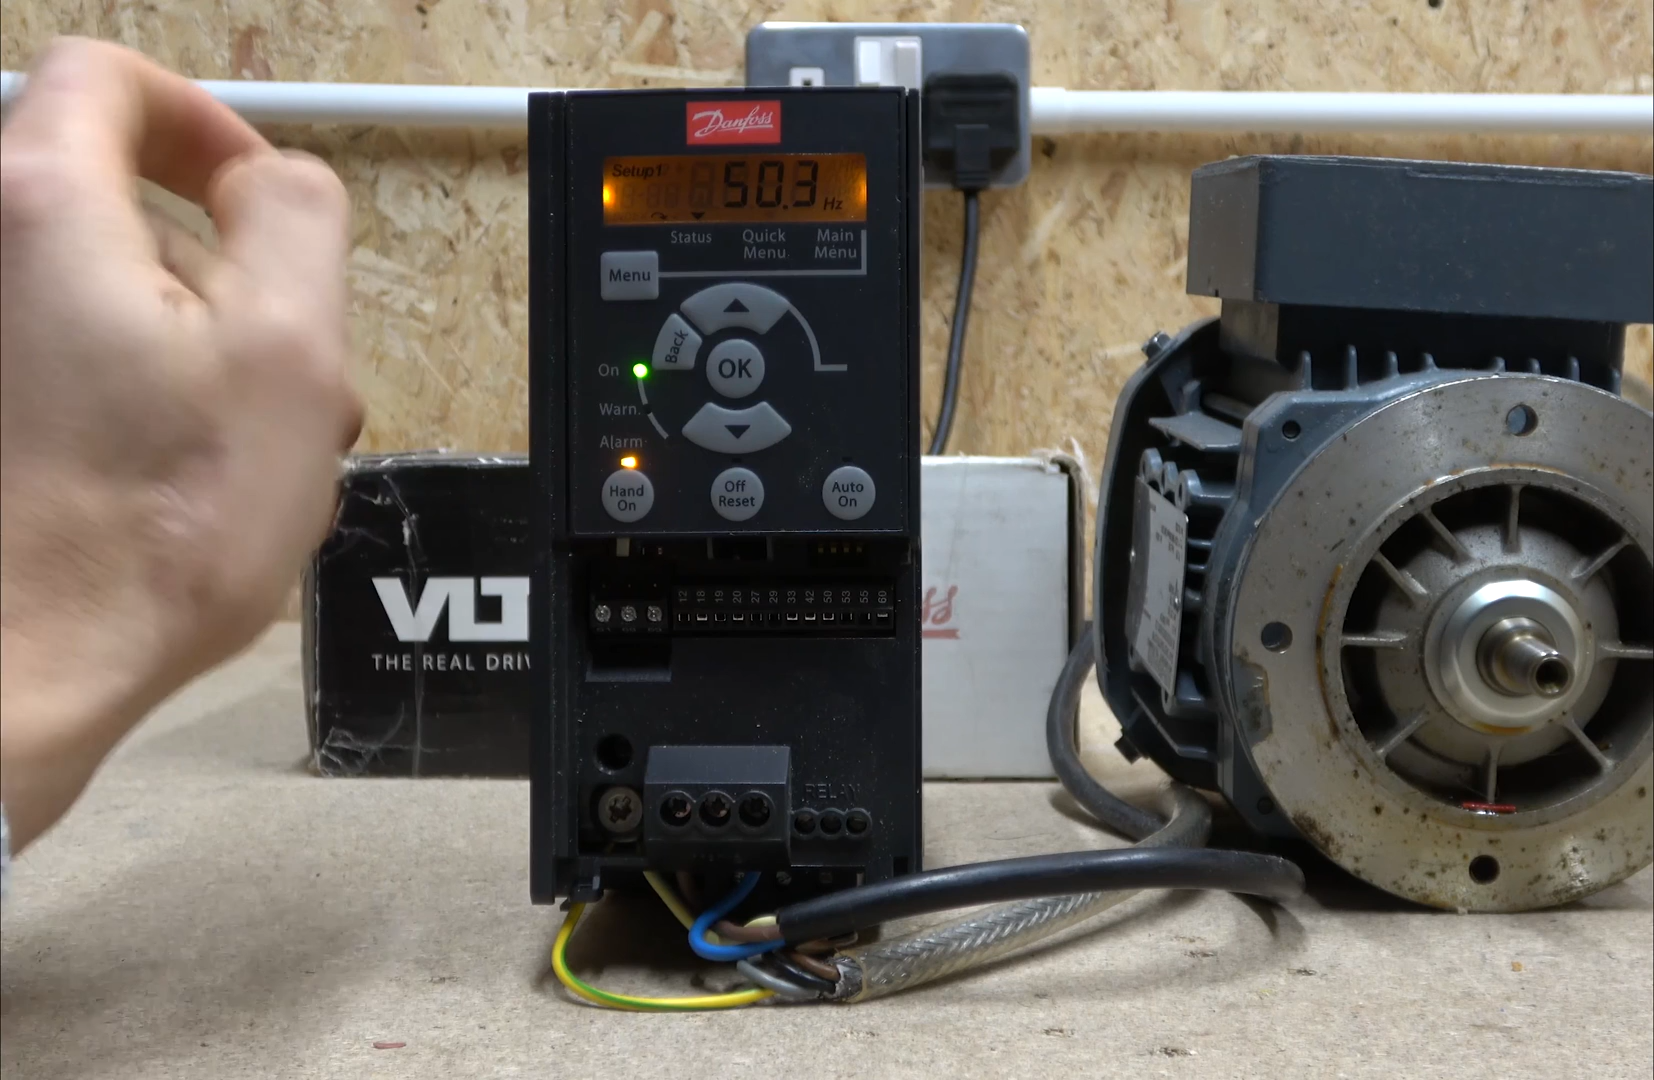 Danfoss
Setup1
50.3 Hz
Status
Quick Menu
Main Menu
Menu
Back
OK
On
Warn.
Alarm
Hand On
Off Reset
Auto On
12 18 19 20 27 29 33 42 50 53 55 60
VLT
THE REAL DRIV
ss
RELAY